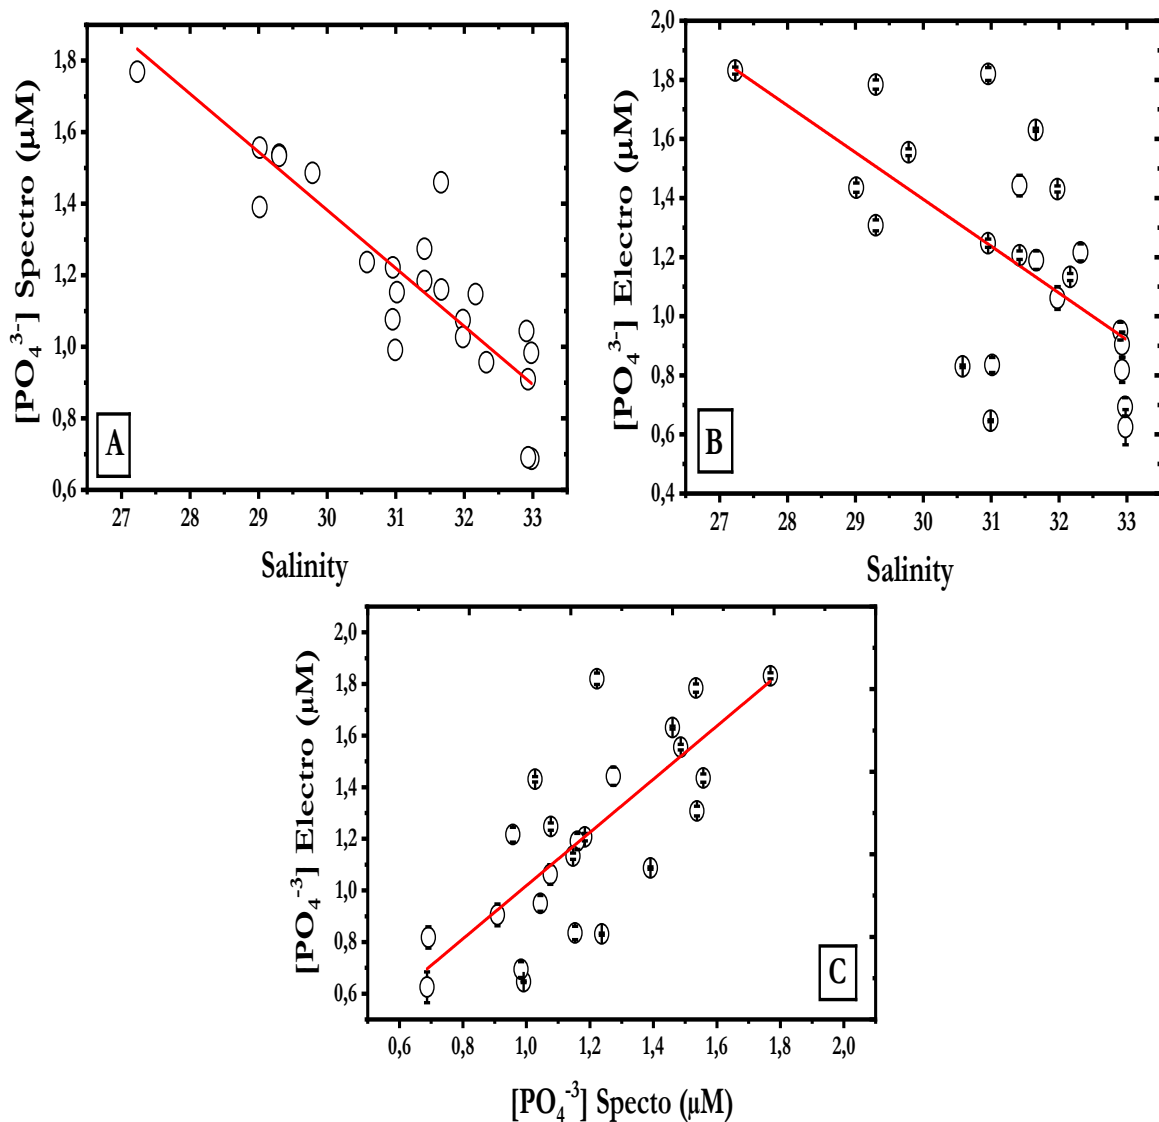 [PO₄³⁻] Spectro (µM)
1,8
1,6
1,4
1,2
1,0
0,8
0,6
A
27 28 29 30 31 32 33
Salinity
[PO₄³⁻] Electro (µM)
2,0
1,8
1,6
1,4
1,2
1,0
0,8
0,6
0,4
B
27 28 29 30 31 32 33
Salinity
[PO₄⁻³] Electro (µM)
2,0
1,8
1,6
1,4
1,2
1,0
0,8
0,6
C
0,6 0,8 1,0 1,2 1,4 1,6 1,8 2,0
[PO₄⁻³] Specto (µM)